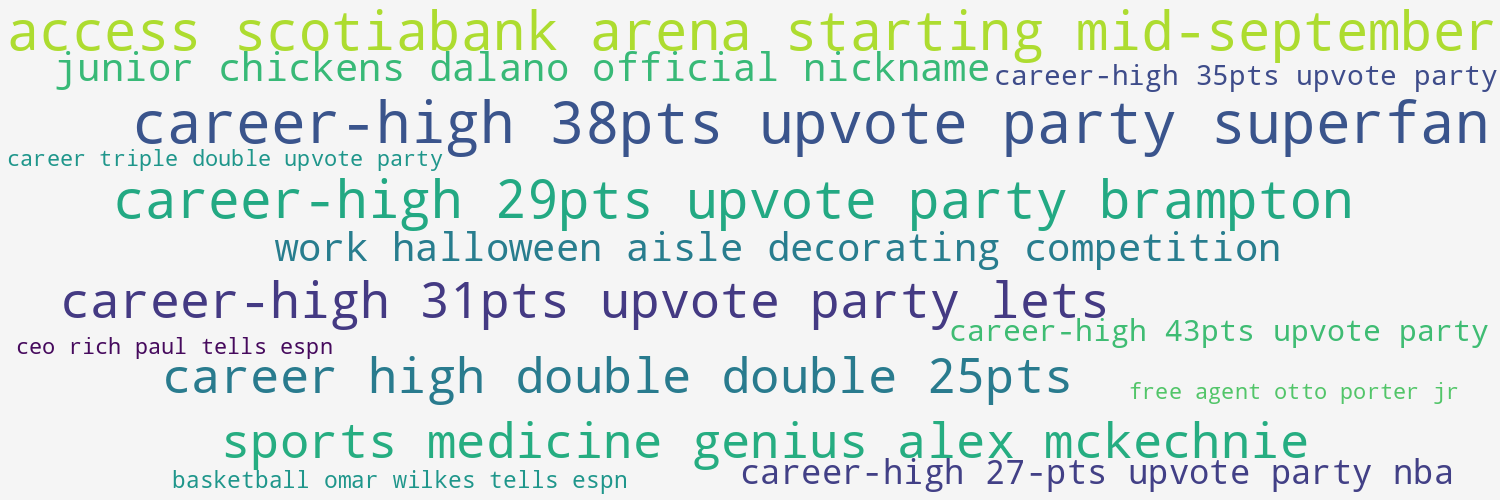 access scotiabank arena starting mid-september
junior chickens dalano official nickname
career-high 35pts upvote party
career-high 38pts upvote party superfan
career triple double upvote party
career-high 29pts upvote party brampton
work halloween aisle decorating competition
career-high 31pts upvote party lets
career-high 43pts upvote party
ceo rich paul tells espn
career high double double 25pts
free agent otto porter jr
sports medicine genius alex mckechnie
career-high 27-pts upvote party nba
basketball omar wilkes tells espn